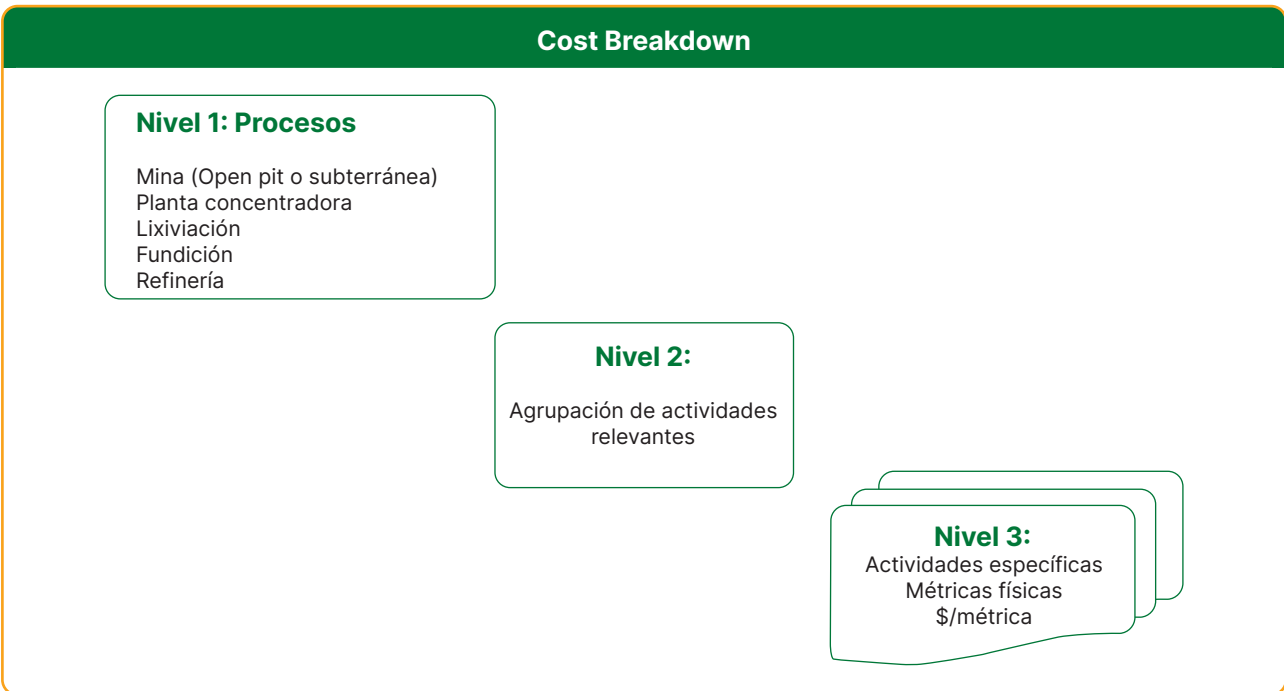 Cost Breakdown
Nivel 1: Procesos
Mina (Open pit o subterránea)
Planta concentradora
Lixiviación
Fundición
Refinería
Nivel 2:
Agrupación de actividades
relevantes
Nivel 3:
Actividades específicas
Métricas físicas
$/métrica